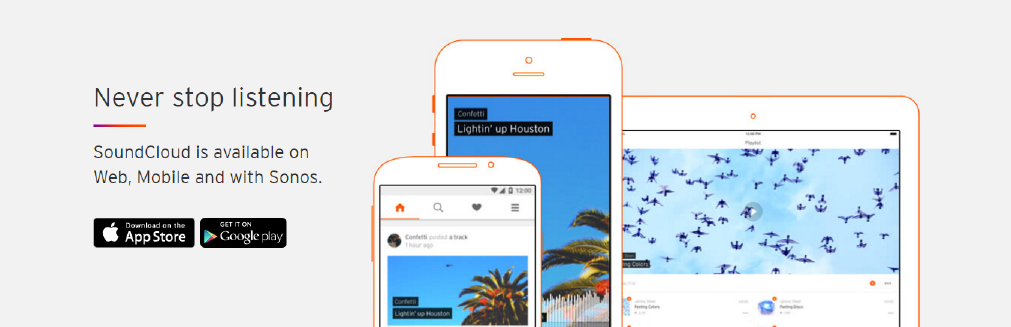 Never stop listening
SoundCloud is available on
Web, Mobile and with Sonos.
Download on the
App Store
GET IT ON
Google play
12:00
Confetti posted a track
1 hour ago
Confetti
Lightin' up Houston
Confetti
Lightin' up Houston
Playlist